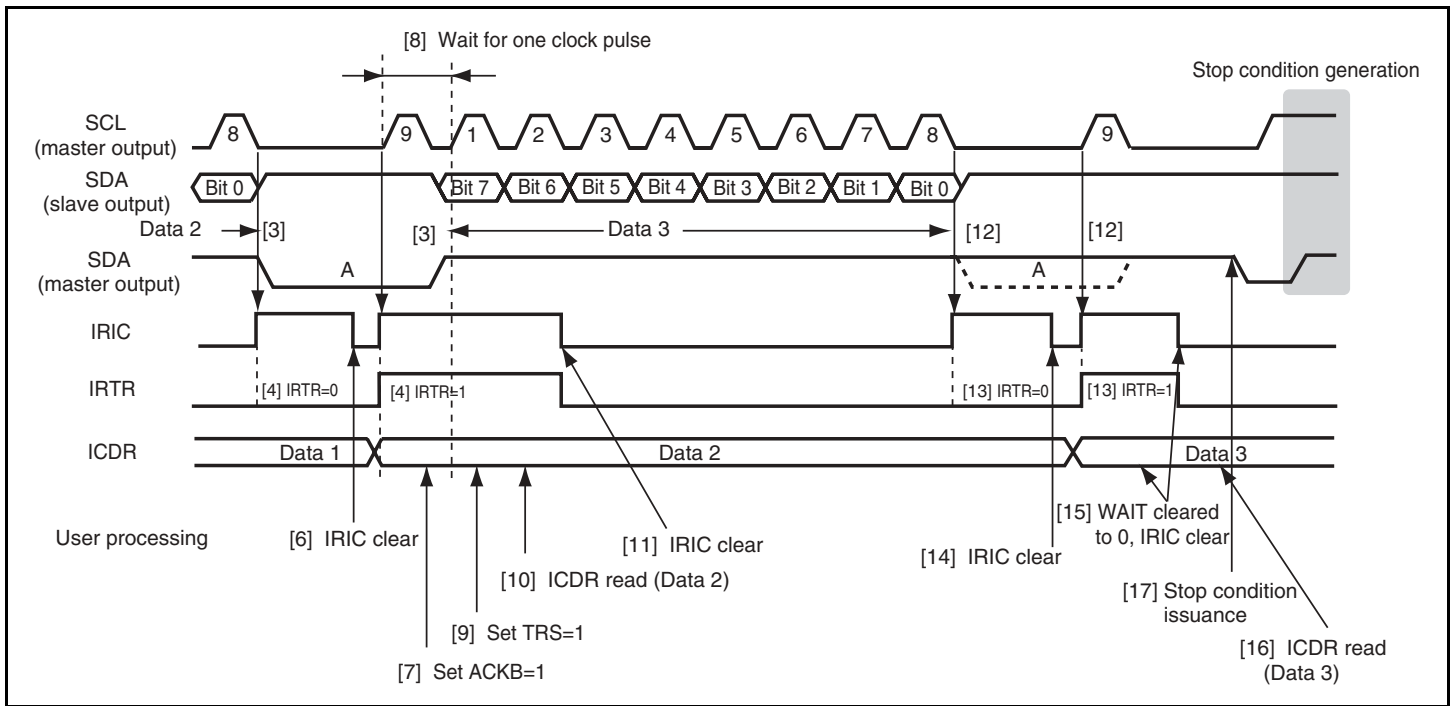 [8] Wait for one clock pulse
Stop condition generation
SCL
(master output)
8 9 1 2 3 4 5 6 7 8 9
SDA
(slave output)
Bit 0 Bit 7 Bit 6 Bit 5 Bit 4 Bit 3 Bit 2 Bit 1 Bit 0
Data 2 [3] [3] Data 3 [12] [12]
SDA
(master output)
A A
IRIC
IRTR
[4] IRTR=0 [4] IRTR=1 [13] IRTR=0 [13] IRTR=1
ICDR
Data 1 Data 2 Data 3
User processing
[6] IRIC clear
[11] IRIC clear
[14] IRIC clear
[15] WAIT cleared
to 0, IRIC clear
[10] ICDR read (Data 2)
[17] Stop condition
issuance
[9] Set TRS=1
[16] ICDR read
(Data 3)
[7] Set ACKB=1